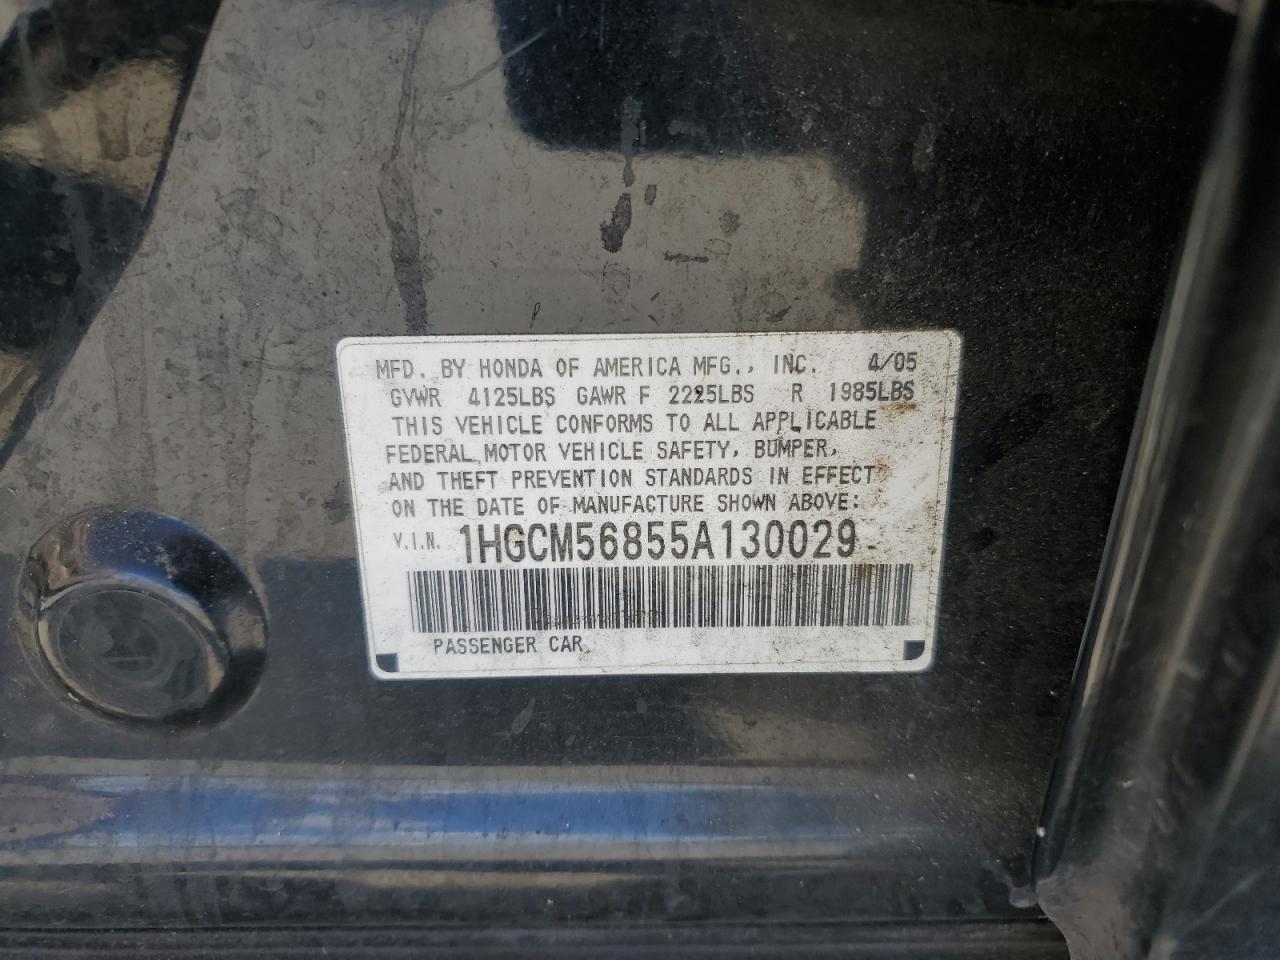 MFD. BY HONDA OF AMERICA MFG., INC. 4/05
GVWR 4125LBS GAWR F 2225LBS R 1985LBS
THIS VEHICLE CONFORMS TO ALL APPLICABLE
FEDERAL MOTOR VEHICLE SAFETY, BUMPER,
AND THEFT PREVENTION STANDARDS IN EFFECT
ON THE DATE OF MANUFACTURE SHOWN ABOVE:
V.I.N. 1HGCM56855A130029
PASSENGER CAR